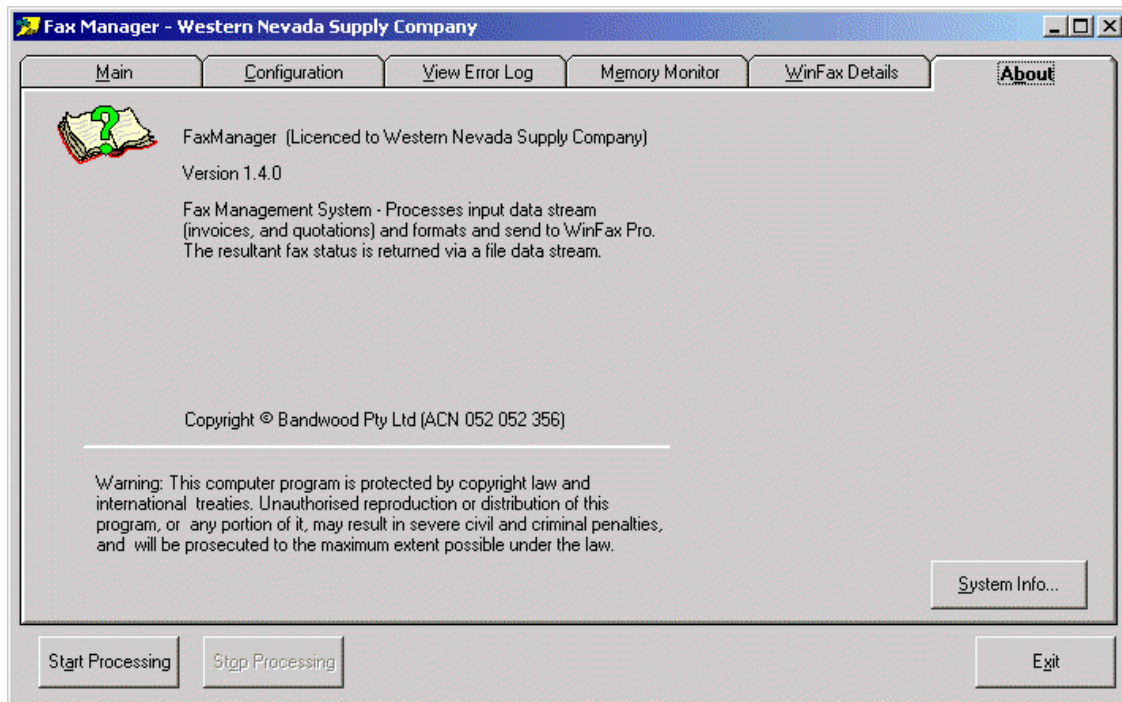 Fax Manager - Western Nevada Supply Company
Main Configuration View Error Log Memory Monitor WinFax Details About
FaxManager (Licenced to Western Nevada Supply Company)
Version 1.4.0
Fax Management System - Processes input data stream
(invoices, and quotations) and formats and send to WinFax Pro.
The resultant fax status is returned via a file data stream.
Copyright © Bandwood Pty Ltd (ACN 052 052 356)
Warning: This computer program is protected by copyright law and
international treaties. Unauthorised reproduction or distribution of this
program, or any portion of it, may result in severe civil and criminal penalties,
and will be prosecuted to the maximum extent possible under the law.
System Info...
Start Processing Stop Processing Exit